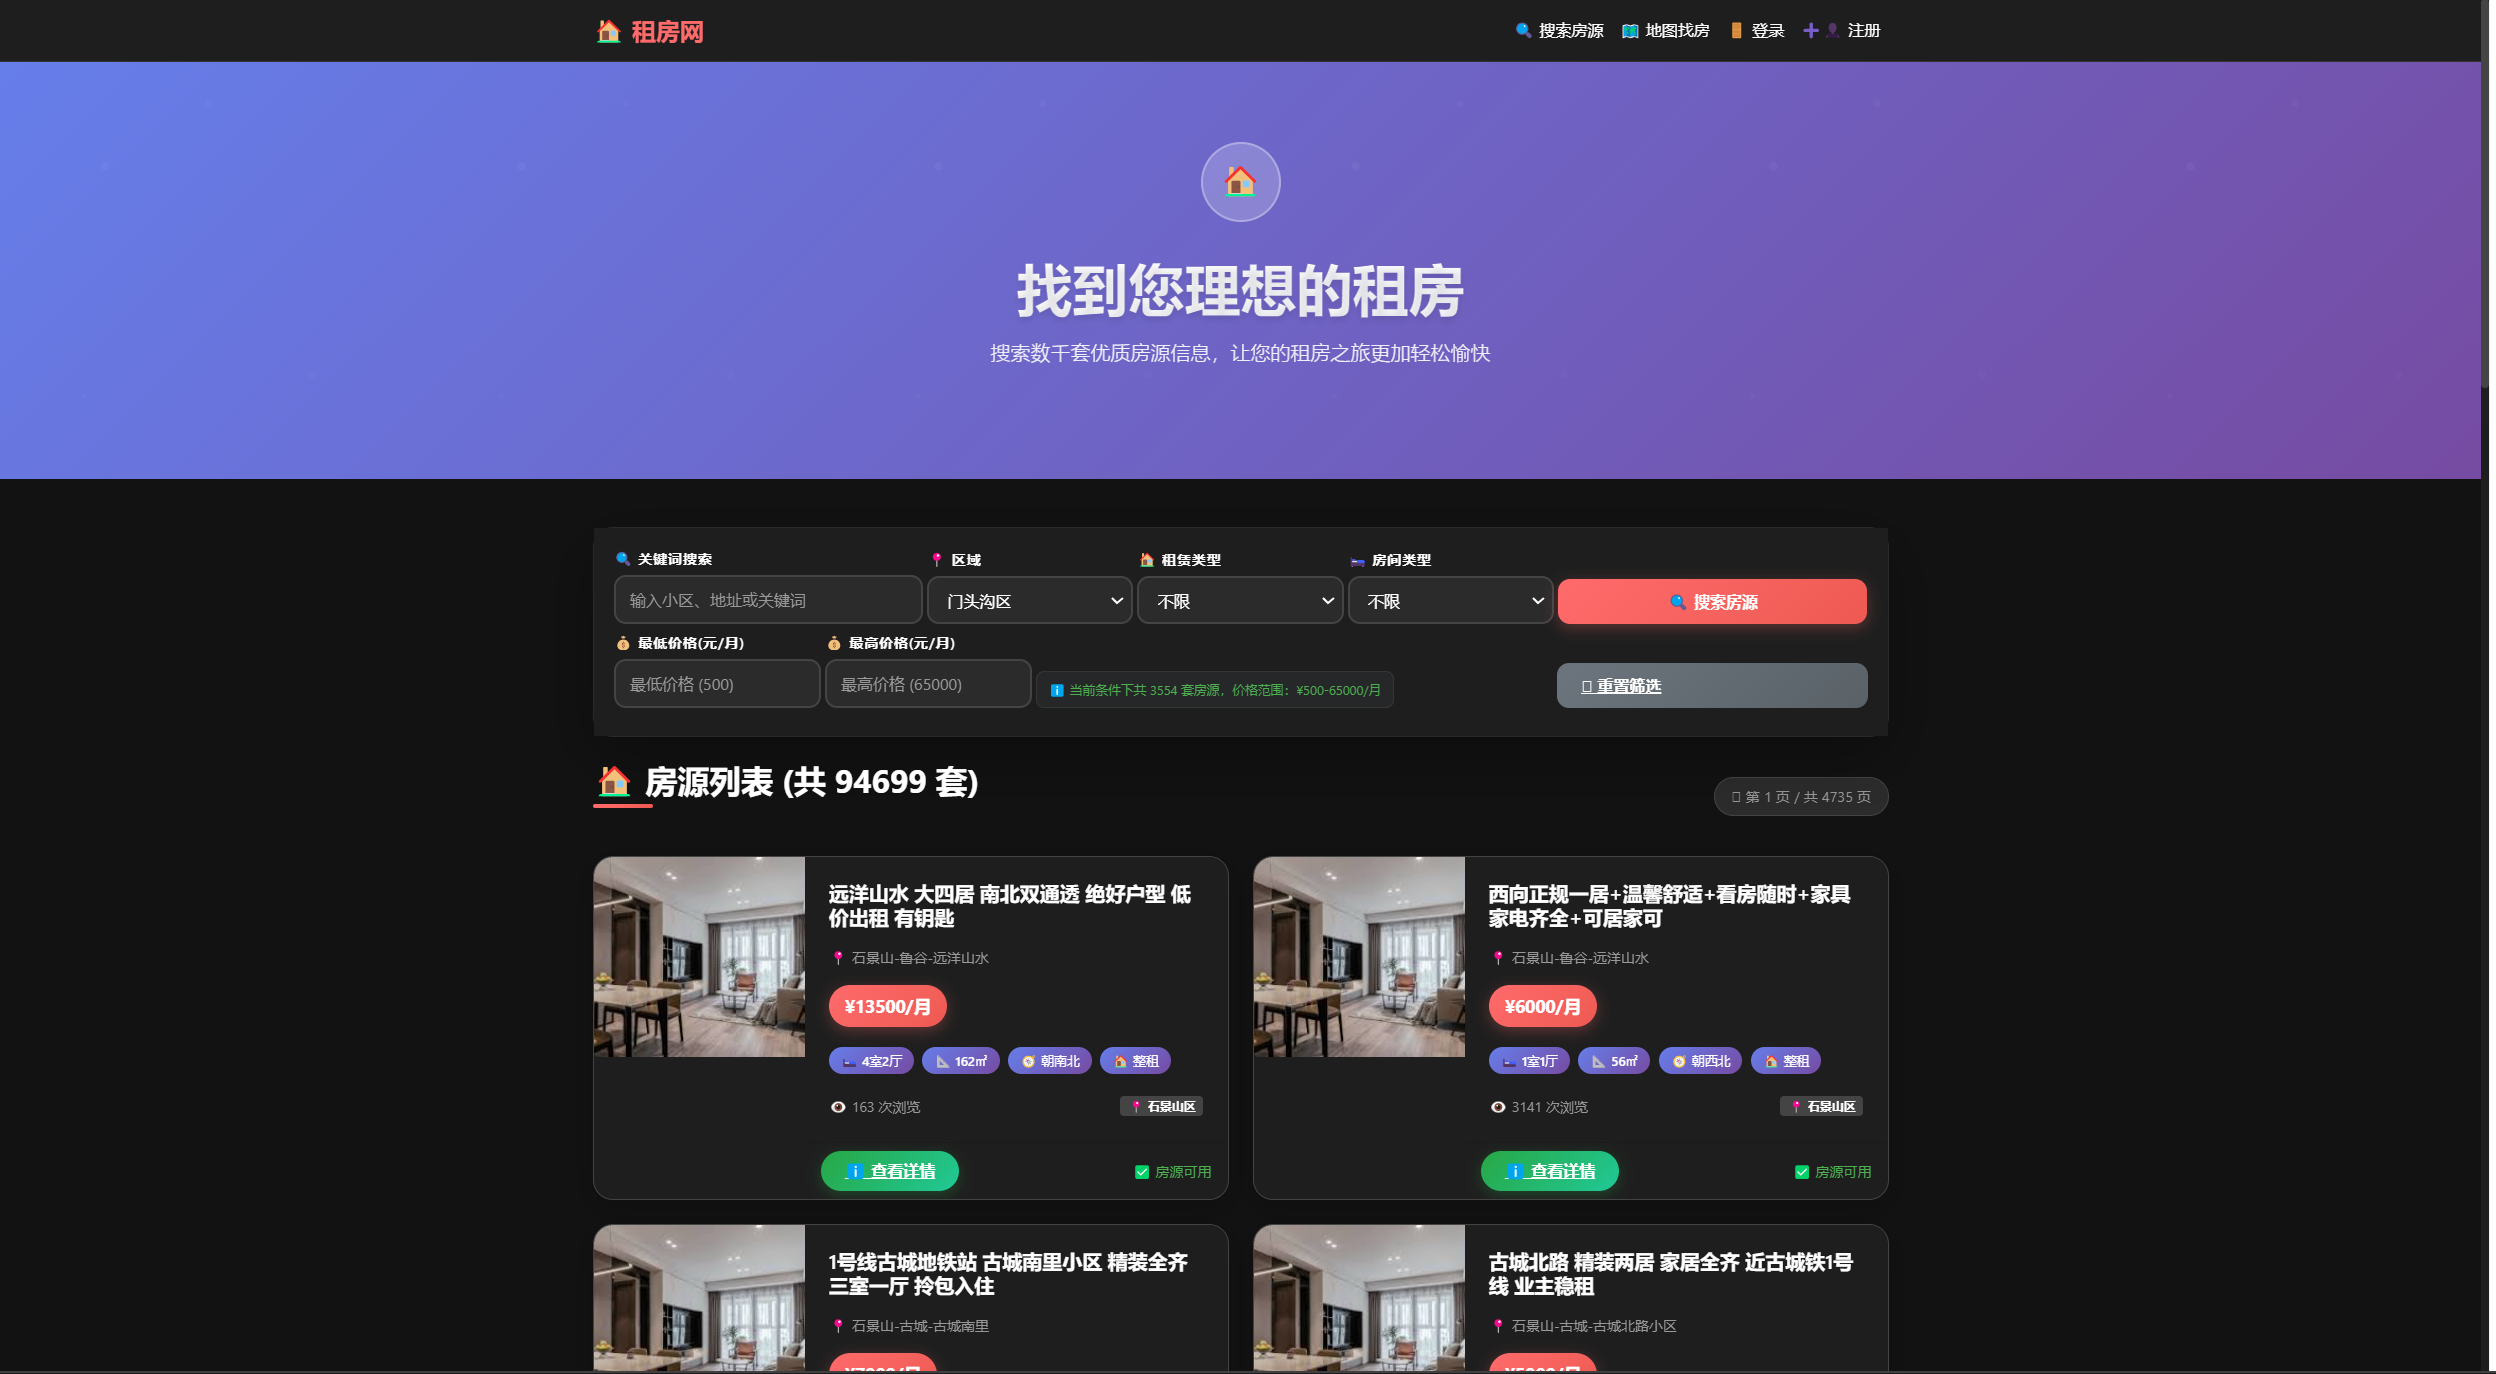 租房网
搜索房源 地图找房 登录 注册
找到您理想的租房
搜索数千套优质房源信息，让您的租房之旅更加轻松愉快
关键词搜索 区域 租赁类型 房间类型
输入小区、地址或关键词 门头沟区 不限 不限 搜索房源
最低价格(元/月) 最高价格(元/月)
最低价格 (500) 最高价格 (65000) 当前条件下共 3554 套房源，价格范围：¥500-65000/月 重置筛选
房源列表 (共 94699 套)
第 1 页 / 共 4735 页
远洋山水 大四居 南北双通透 绝好户型 低
价出租 有钥匙
石景山-鲁谷-远洋山水
¥13500/月
4室2厅 162㎡ 朝南北 整租
163 次浏览 石景山区
查看详情 房源可用
西向正规一居+温馨舒适+看房随时+家具
家电齐全+可居家可
石景山-鲁谷-远洋山水
¥6000/月
1室1厅 56㎡ 朝西北 整租
3141 次浏览 石景山区
查看详情 房源可用
1号线古城地铁站 古城南里小区 精装全齐
三室一厅 拎包入住
石景山-古城-古城南里
古城北路 精装两居 家居全齐 近古城铁1号
线 业主稳租
石景山-古城-古城北路小区